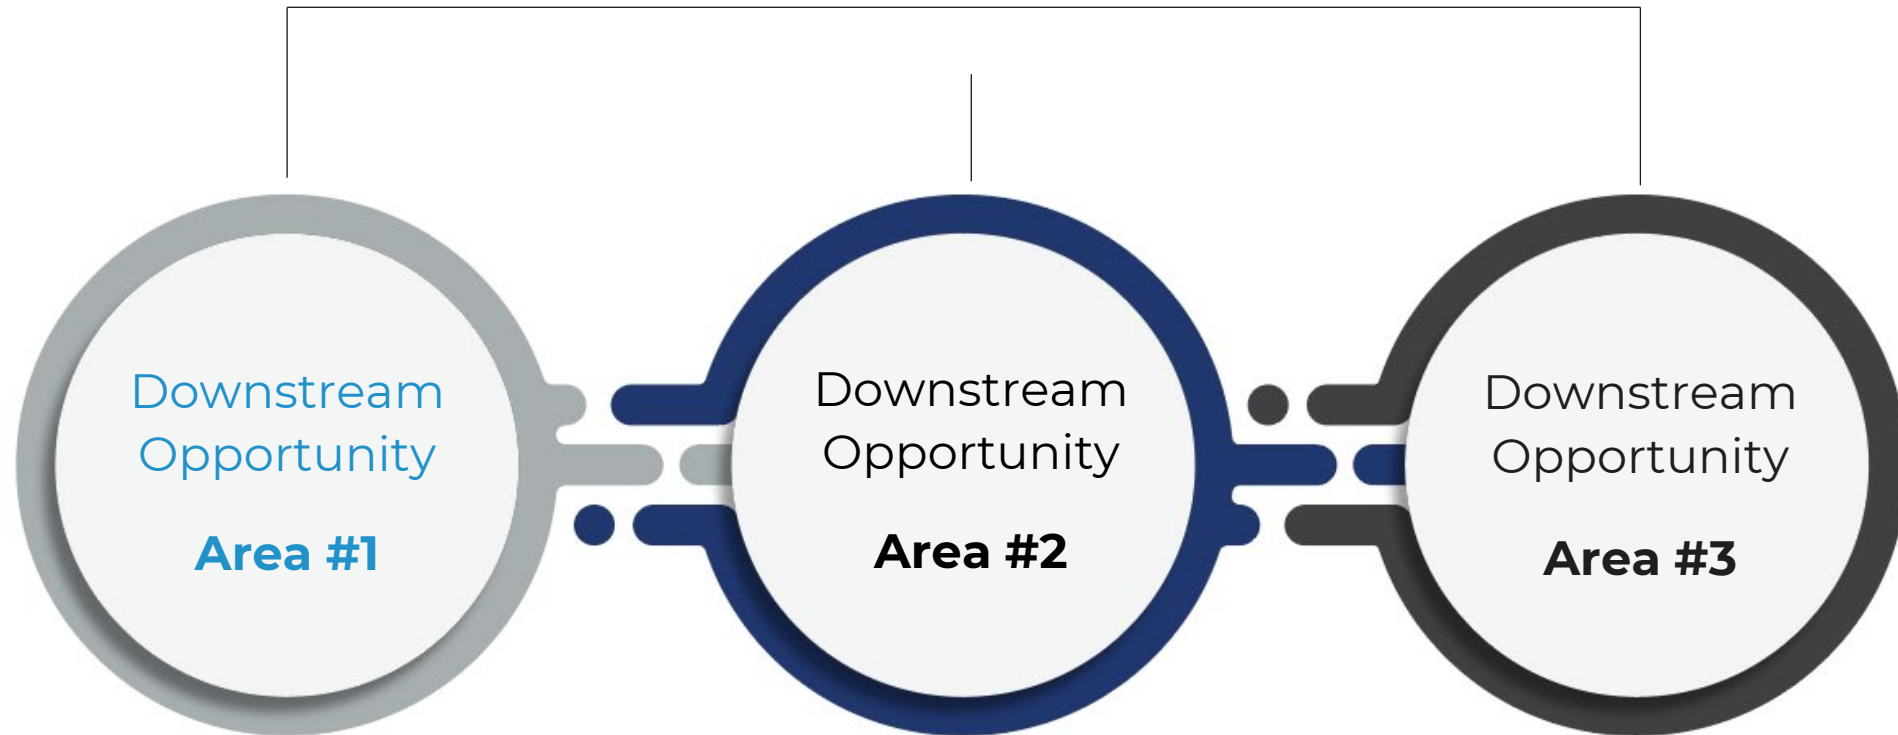 Downstream
Opportunity
Area #1
Downstream
Opportunity
Area #2
Downstream
Opportunity
Area #3